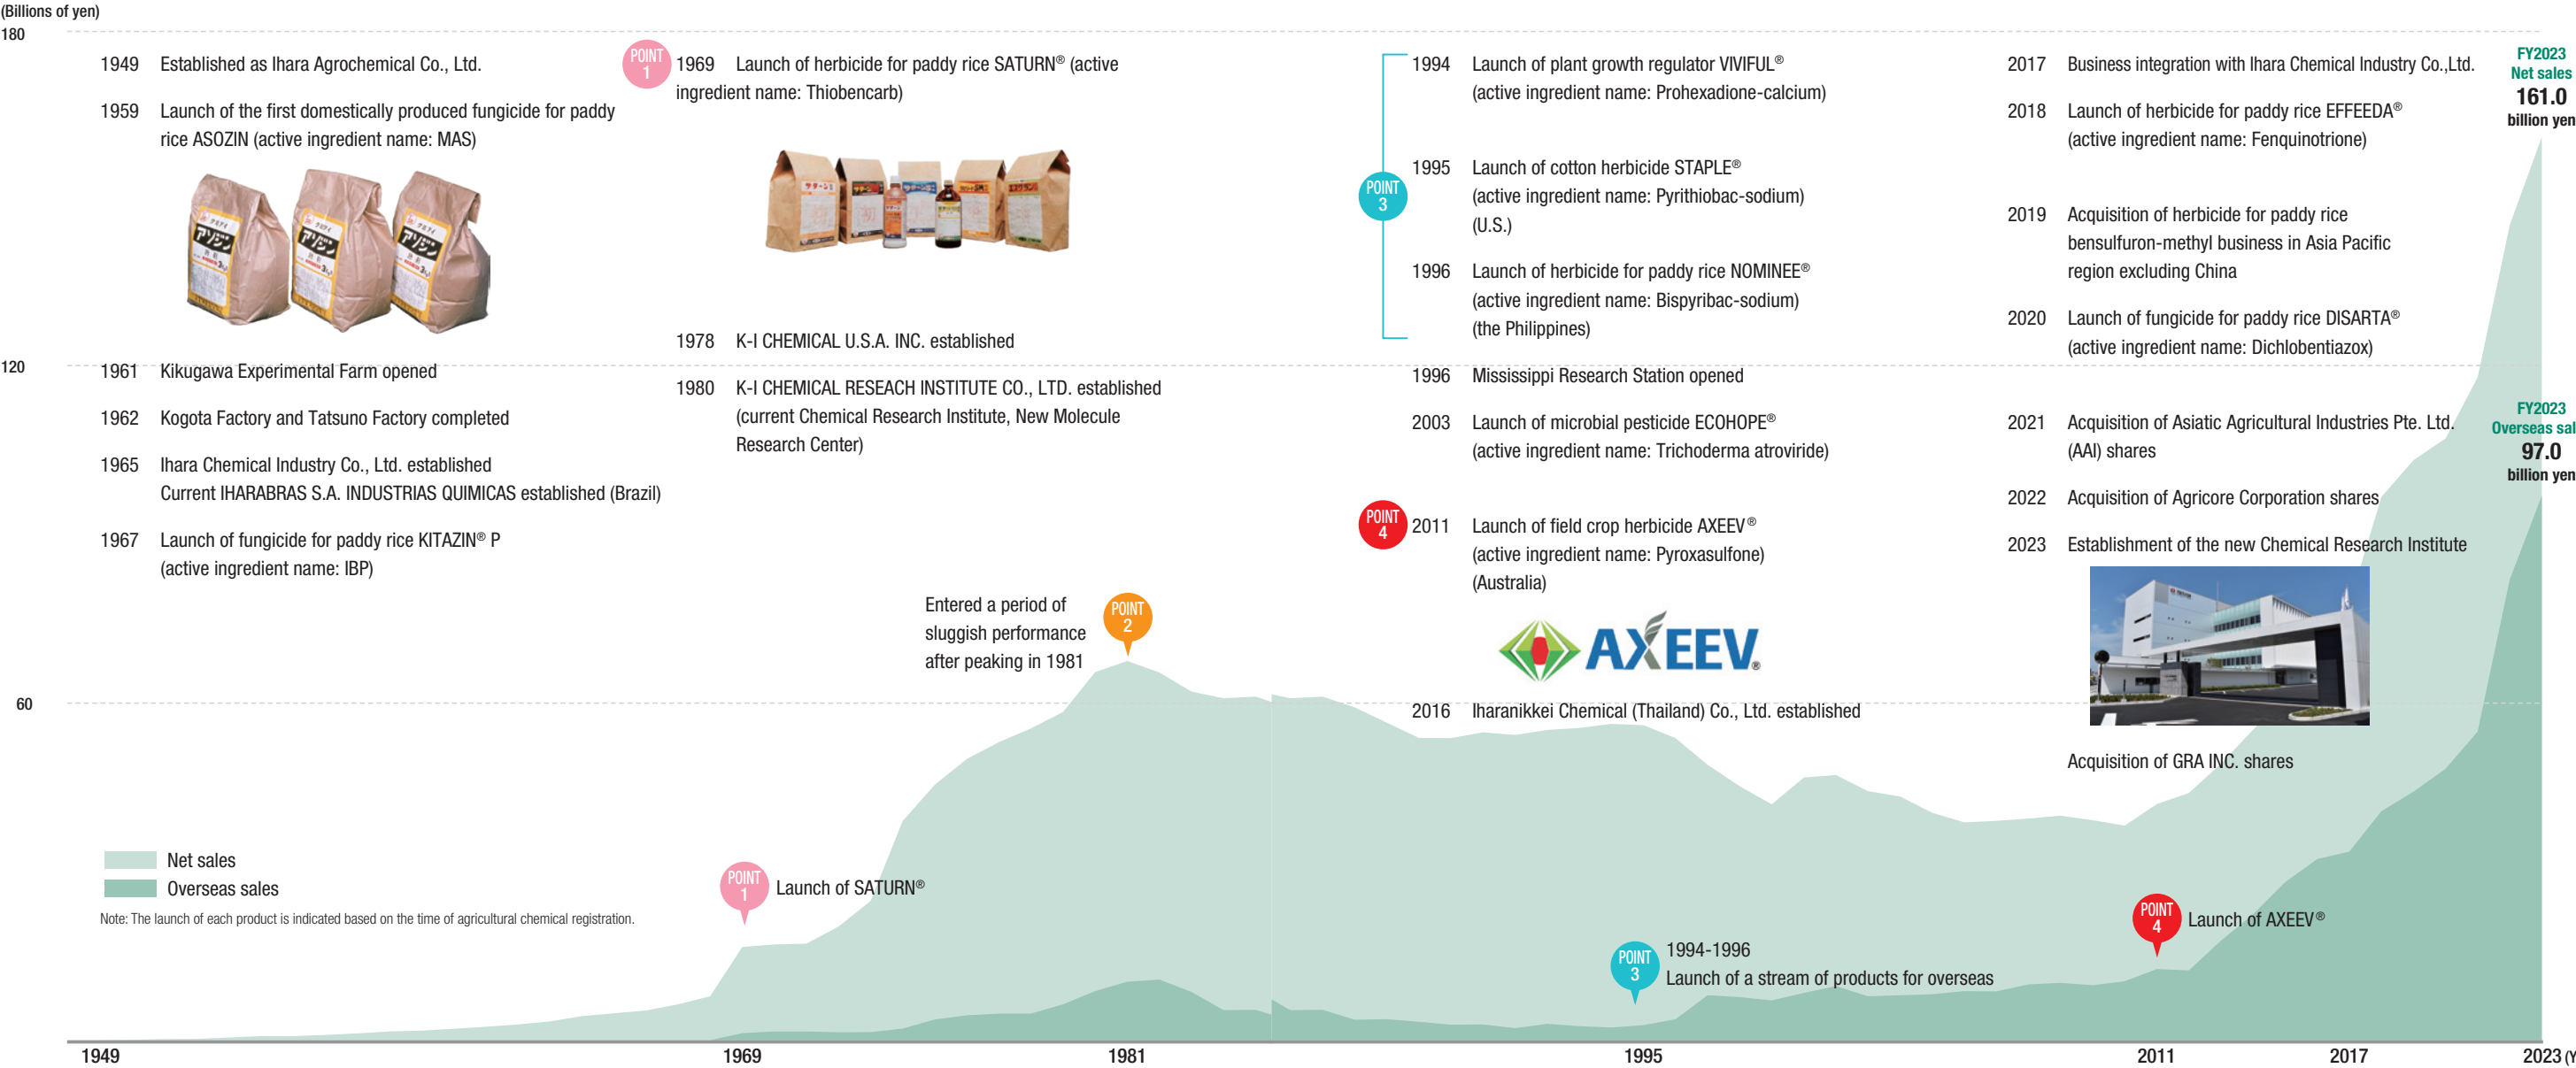 (Billions of yen)
180
120
60
1949 Established as Ihara Agrochemical Co., Ltd.
1959 Launch of the first domestically produced fungicide for paddy
rice ASOZIN (active ingredient name: MAS)
アソジン
アソジン
アソジン
1961 Kikugawa Experimental Farm opened
1962 Kogota Factory and Tatsuno Factory completed
1965 Ihara Chemical Industry Co., Ltd. established
Current IHARABRAS S.A. INDUSTRIAS QUIMICAS established (Brazil)
1967 Launch of fungicide for paddy rice KITAZIN® P
(active ingredient name: IBP)
POINT
1
1969 Launch of herbicide for paddy rice SATURN® (active
ingredient name: Thiobencarb)
1978 K-I CHEMICAL U.S.A. INC. established
1980 K-I CHEMICAL RESEACH INSTITUTE CO., LTD. established
(current Chemical Research Institute, New Molecule
Research Center)
Entered a period of
sluggish performance
after peaking in 1981
POINT
2
POINT
3
1994 Launch of plant growth regulator VIVIFUL®
(active ingredient name: Prohexadione-calcium)
1995 Launch of cotton herbicide STAPLE®
(active ingredient name: Pyrithiobac-sodium)
(U.S.)
1996 Launch of herbicide for paddy rice NOMINEE®
(active ingredient name: Bispyribac-sodium)
(the Philippines)
1996 Mississippi Research Station opened
2003 Launch of microbial pesticide ECOHOPE®
(active ingredient name: Trichoderma atroviride)
POINT
4
2011 Launch of field crop herbicide AXEEV®
(active ingredient name: Pyroxasulfone)
(Australia)
AXEEV®
2016 Iharanikkei Chemical (Thailand) Co., Ltd. established
2017 Business integration with Ihara Chemical Industry Co.,Ltd.
2018 Launch of herbicide for paddy rice EFFEEDA®
(active ingredient name: Fenquinotrione)
2019 Acquisition of herbicide for paddy rice
bensulfuron-methyl business in Asia Pacific
region excluding China
2020 Launch of fungicide for paddy rice DISARTA®
(active ingredient name: Dichlobentiazox)
2021 Acquisition of Asiatic Agricultural Industries Pte. Ltd.
(AAI) shares
2022 Acquisition of Agricore Corporation shares
2023 Establishment of the new Chemical Research Institute
Acquisition of GRA INC. shares
FY2023
Net sales
161.0
billion yen
FY2023
Overseas sal
97.0
billion yen
Net sales
Overseas sales
Note: The launch of each product is indicated based on the time of agricultural chemical registration.
POINT
1
Launch of SATURN®
POINT
3
1994-1996
Launch of a stream of products for overseas
POINT
4
Launch of AXEEV®
1949 1969 1981 1995 2011 2017 2023 (Y